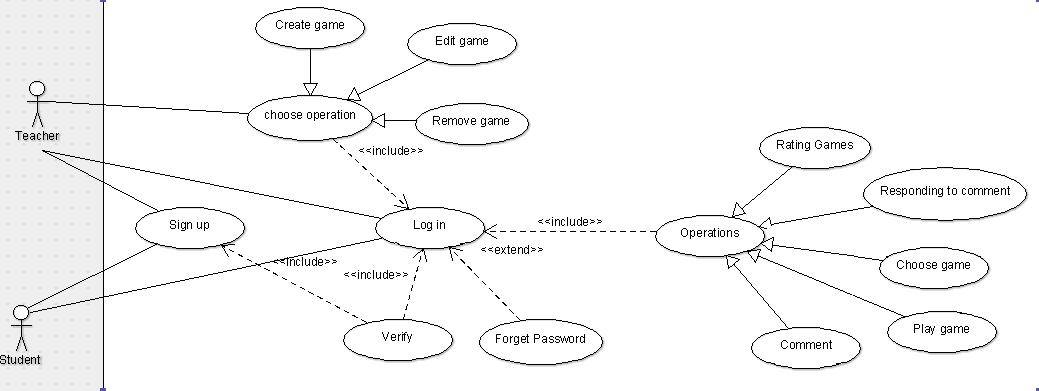 Create game
Edit game
choose operation
Remove game
Teacher
<<include>>
Rating Games
Responding to comment
Sign up
Log in
<<include>>
Operations
<<extend>>
<<include>>
<<include>>
Choose game
Verify
Forget Password
Play game
Comment
Student